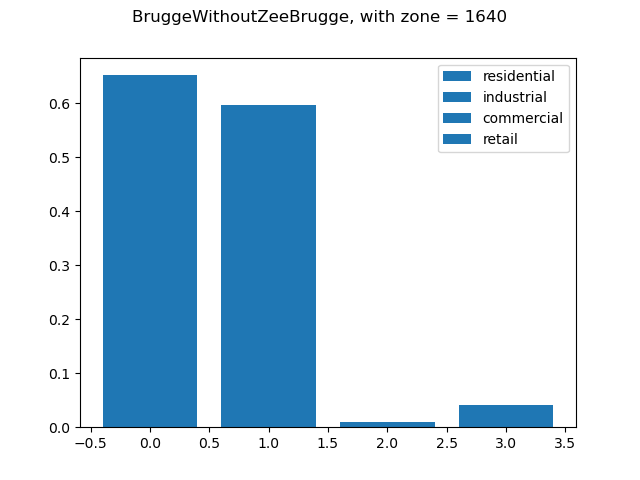 BruggeWithoutZeeBrugge, with zone = 1640
residential
industrial
commercial
retail
0.6
0.5
0.4
0.3
0.2
0.1
0.0
−0.5 0.0 0.5 1.0 1.5 2.0 2.5 3.0 3.5